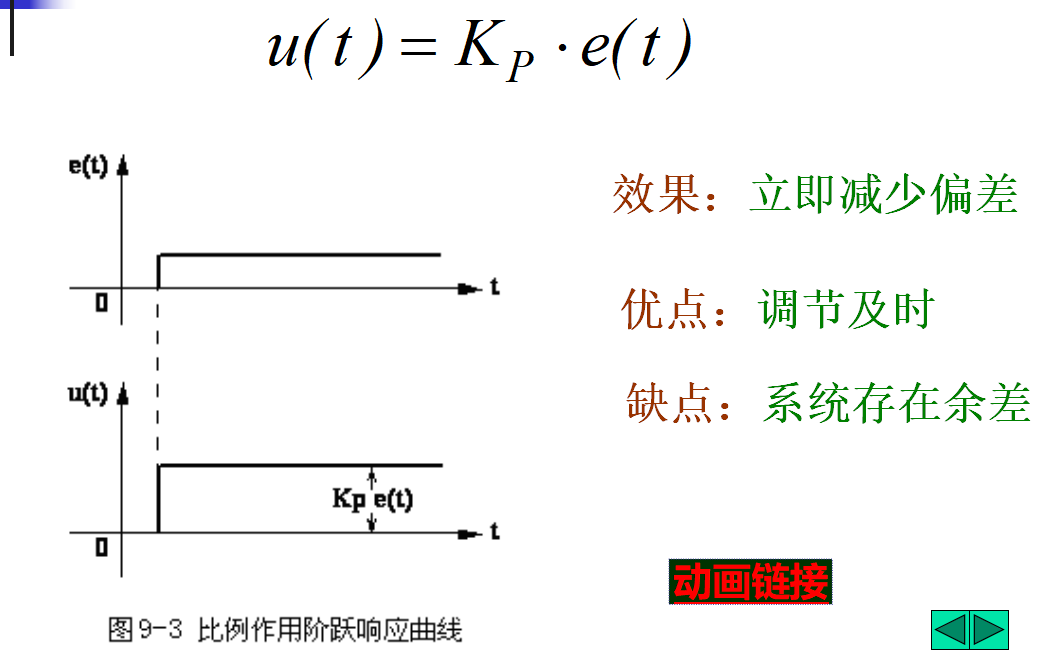 u(t) = K_P · e(t)
e(t)
t
0
效果：立即减少偏差
优点：调节及时
缺点：系统存在余差
u(t)
Kp e(t)
t
0
动画链接
图9-3 比例作用阶跃响应曲线